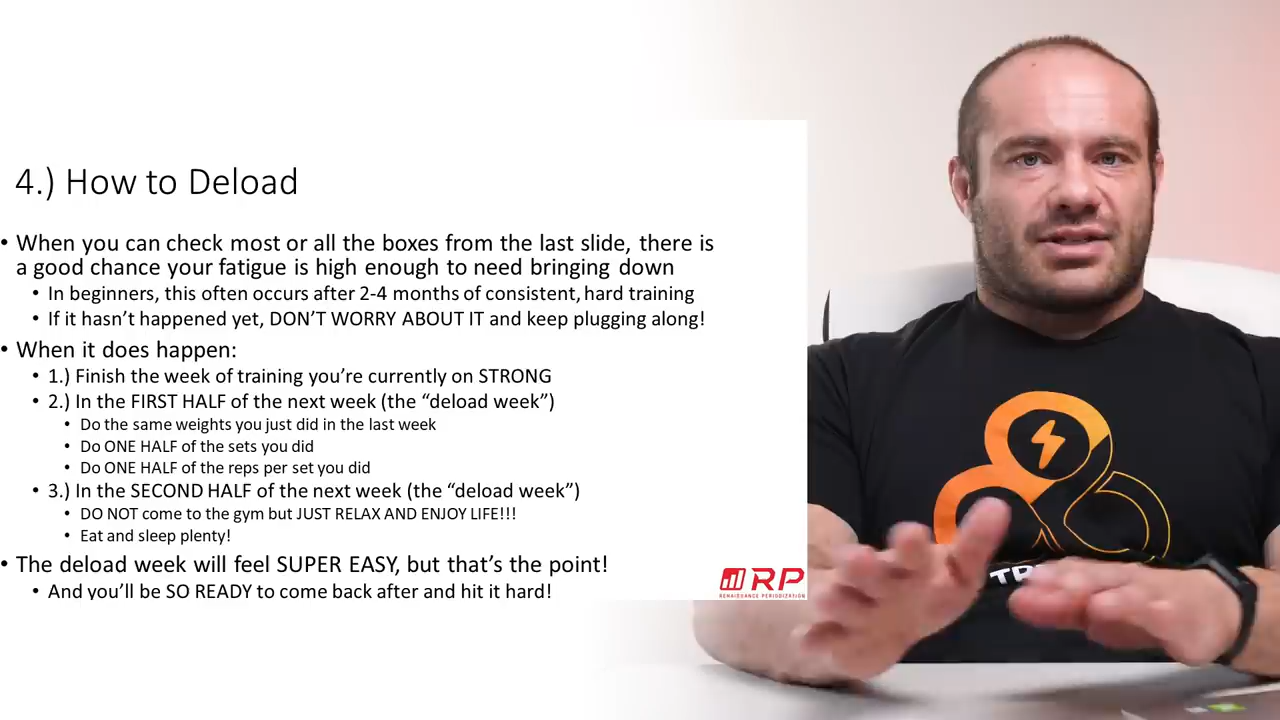 4.) How to Deload
• When you can check most or all the boxes from the last slide, there is
a good chance your fatigue is high enough to need bringing down
• In beginners, this often occurs after 2-4 months of consistent, hard training
• If it hasn't happened yet, DON'T WORRY ABOUT IT and keep plugging along!
• When it does happen:
• 1.) Finish the week of training you're currently on STRONG
• 2.) In the FIRST HALF of the next week (the “deload week”)
• Do the same weights you just did in the last week
• Do ONE HALF of the sets you did
• Do ONE HALF of the reps per set you did
• 3.) In the SECOND HALF of the next week (the “deload week”)
• DO NOT come to the gym but JUST RELAX AND ENJOY LIFE!!!
• Eat and sleep plenty!
• The deload week will feel SUPER EASY, but that's the point!
• And you'll be SO READY to come back after and hit it hard!
RP
RENAISSANCE PERIODIZATION